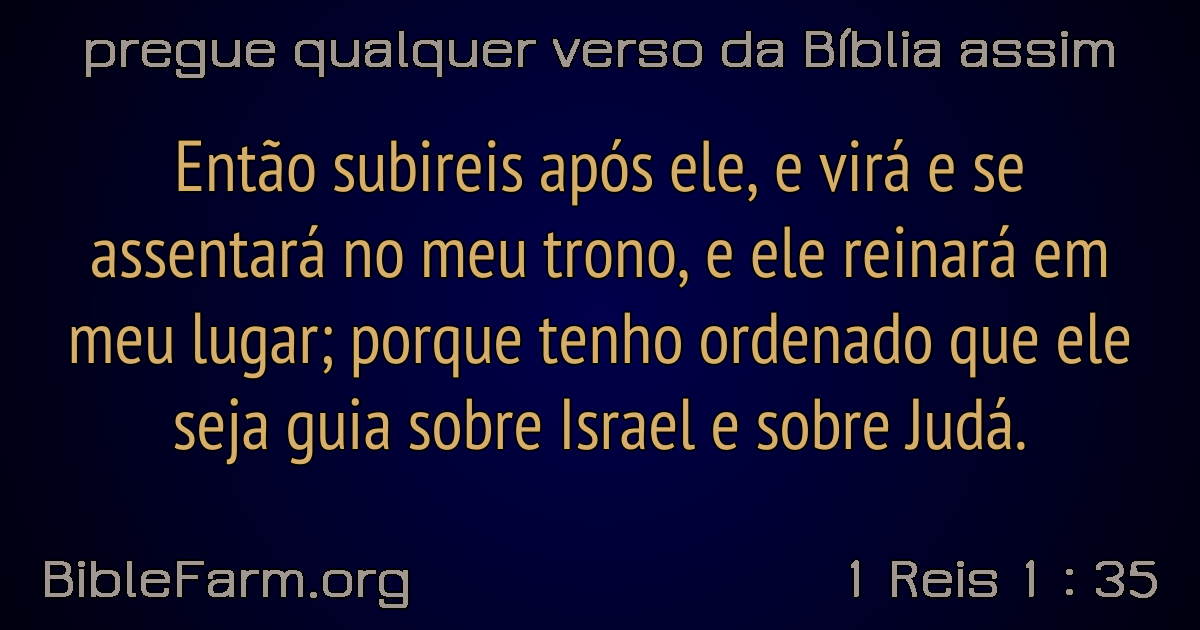 pregue qualquer verso da Bíblia assim
Então subireis após ele, e virá e se
assentará no meu trono, e ele reinará em
meu lugar; porque tenho ordenado que ele
seja guia sobre Israel e sobre Judá.
BibleFarm.org
1 Reis 1 : 35